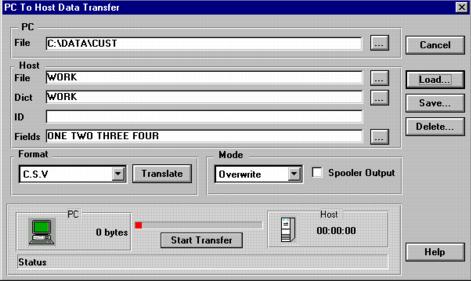 PC To Host Data Transfer
PC
File C:\DATA\CUST ...
Cancel
Host
File WORK ...
Load...
Dict WORK ...
Save...
ID
Delete...
Fields ONE TWO THREE FOUR ...
Format
C.S.V Translate
Mode
Overwrite Spooler Output
PC
0 bytes
Start Transfer
Host
00:00:00
Help
Status